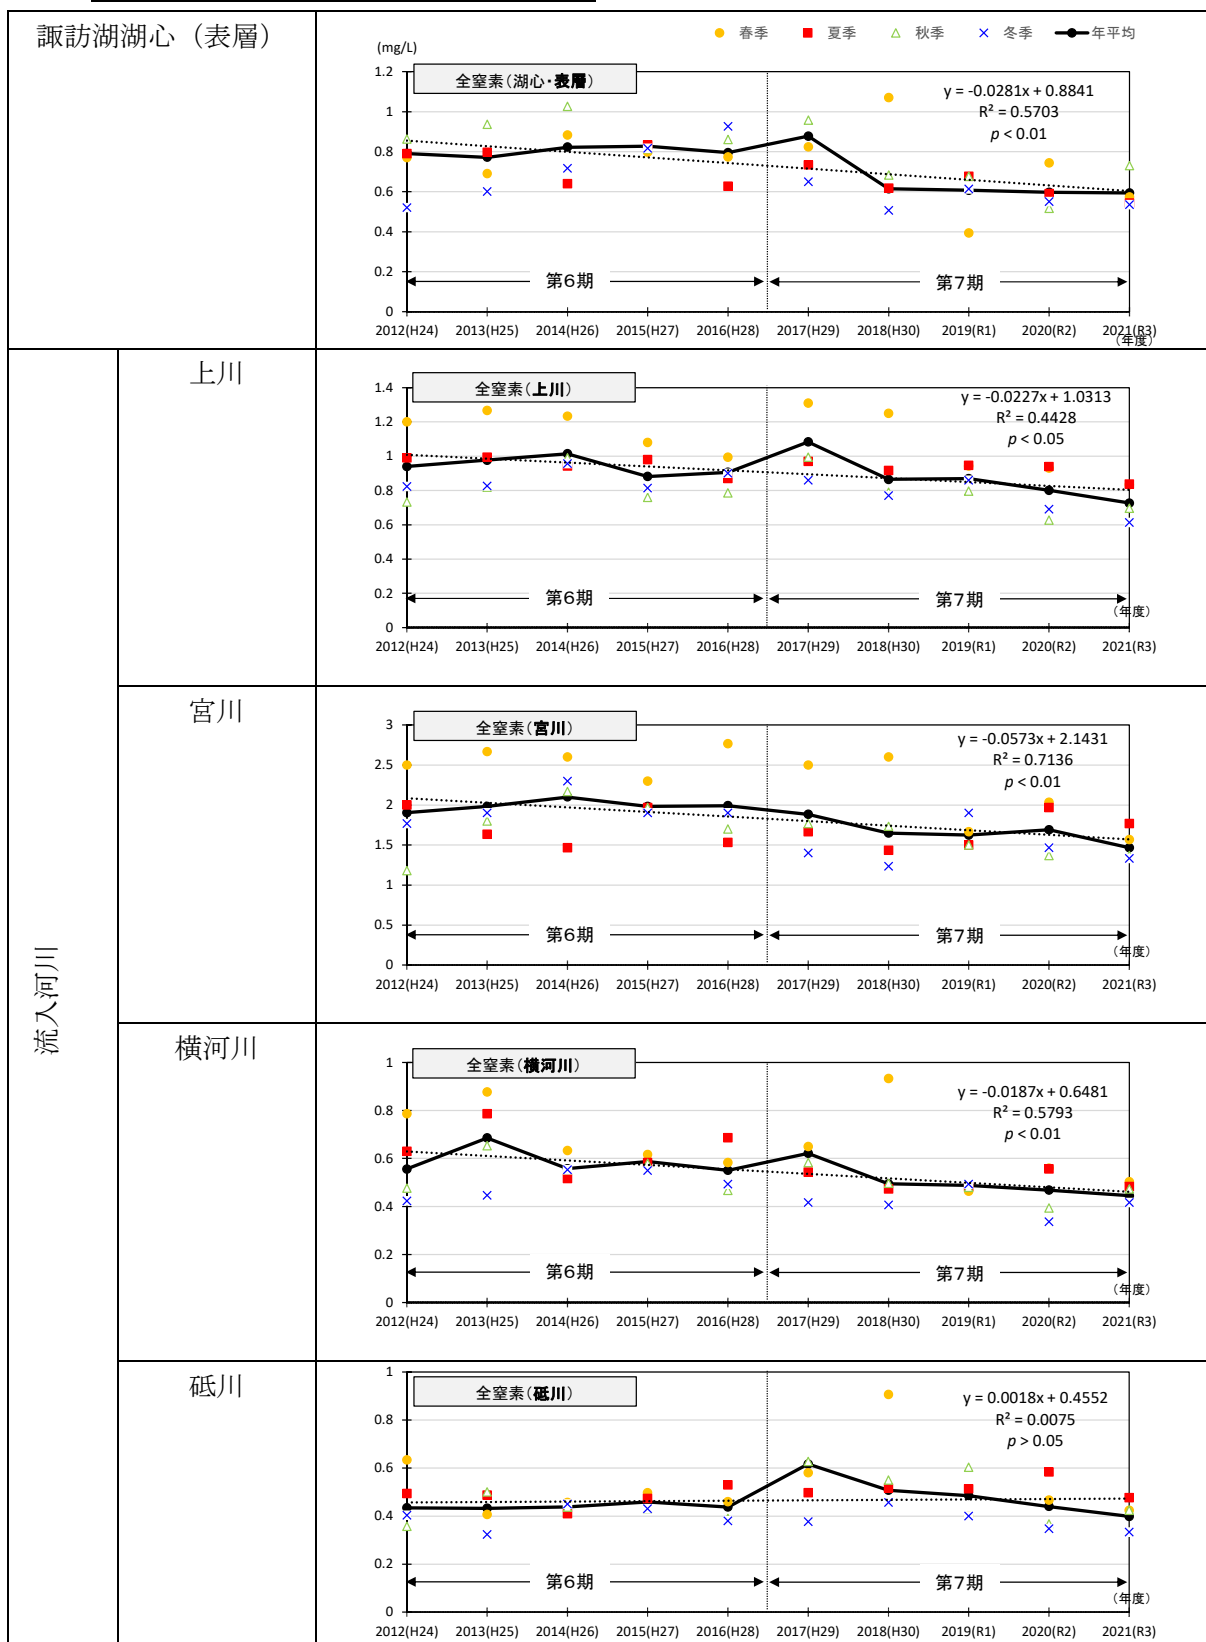 諏訪湖湖心（表層）
(mg/L)
春季 夏季 秋季 冬季 年平均
全窒素(湖心・表層)
y = -0.0281x + 0.8841
R² = 0.5703
p < 0.01
1.2
1
0.8
0.6
0.4
0.2
0
第6期 第7期
2012(H24) 2013(H25) 2014(H26) 2015(H27) 2016(H28) 2017(H29) 2018(H30) 2019(R1) 2020(R2) 2021(R3)
(年度)
流入河川
上川
全窒素(上川)
y = -0.0227x + 1.0313
R² = 0.4428
p < 0.05
1.4
1.2
1
0.8
0.6
0.4
0.2
0
第6期 第7期
(年度)
2012(H24) 2013(H25) 2014(H26) 2015(H27) 2016(H28) 2017(H29) 2018(H30) 2019(R1) 2020(R2) 2021(R3)
宮川
全窒素(宮川)
y = -0.0573x + 2.1431
R² = 0.7136
p < 0.01
3
2.5
2
1.5
1
0.5
0
第6期 第7期
(年度)
2012(H24) 2013(H25) 2014(H26) 2015(H27) 2016(H28) 2017(H29) 2018(H30) 2019(R1) 2020(R2) 2021(R3)
横河川
全窒素(横河川)
y = -0.0187x + 0.6481
R² = 0.5793
p < 0.01
1
0.8
0.6
0.4
0.2
0
第6期 第7期
(年度)
2012(H24) 2013(H25) 2014(H26) 2015(H27) 2016(H28) 2017(H29) 2018(H30) 2019(R1) 2020(R2) 2021(R3)
砥川
全窒素(砥川)
y = 0.0018x + 0.4552
R² = 0.0075
p > 0.05
1
0.8
0.6
0.4
0.2
0
第6期 第7期
(年度)
2012(H24) 2013(H25) 2014(H26) 2015(H27) 2016(H28) 2017(H29) 2018(H30) 2019(R1) 2020(R2) 2021(R3)